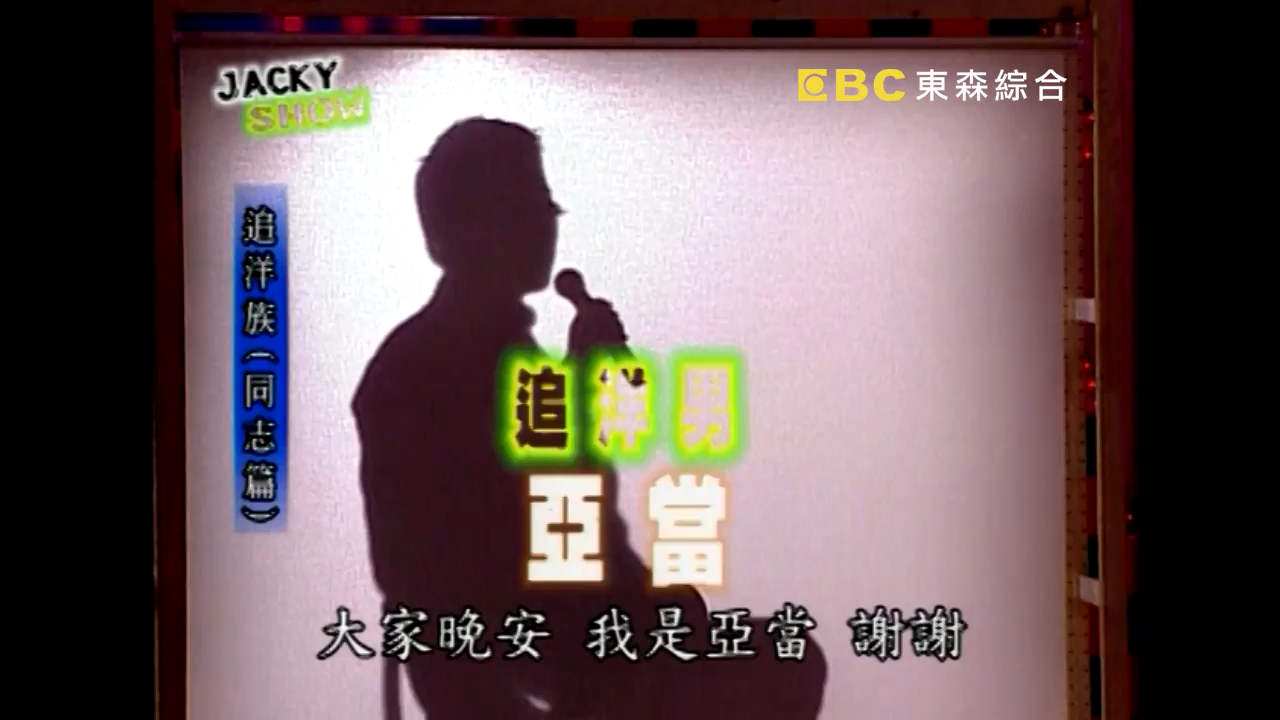 JACKY
SHOW
EBC 東森綜合
追洋族(同志篇)
追洋男
亞當
大家晚安 我是亞當 謝謝